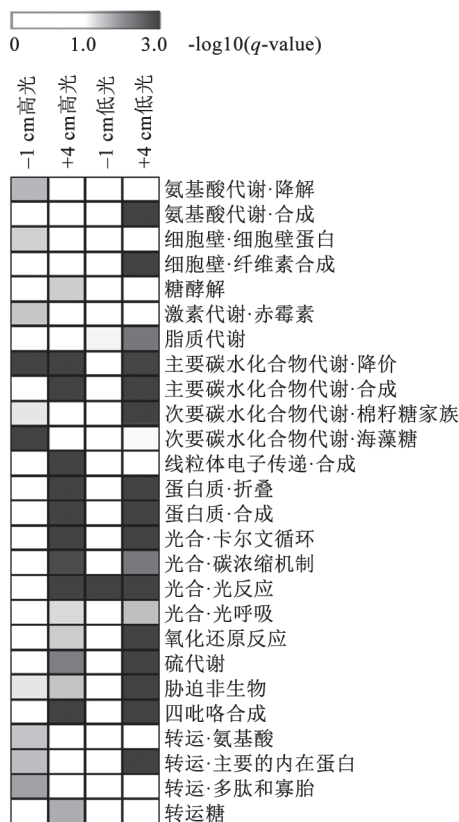 0 1.0 3.0 -log10(q-value)
−1 cm高光
+4 cm高光
−1 cm低光
+4 cm低光
氨基酸代谢·降解
氨基酸代谢·合成
细胞壁·细胞壁蛋白
细胞壁·纤维素合成
糖酵解
激素代谢·赤霉素
脂质代谢
主要碳水化合物代谢·降价
主要碳水化合物代谢·合成
次要碳水化合物代谢·棉籽糖家族
次要碳水化合物代谢·海藻糖
线粒体电子传递·合成
蛋白质·折叠
蛋白质·合成
光合·卡尔文循环
光合·碳浓缩机制
光合·光反应
光合·光呼吸
氧化还原反应
硫代谢
胁迫非生物
四吡咯合成
转运·氨基酸
转运·主要的内在蛋白
转运·多肽和寡胎
转运糖